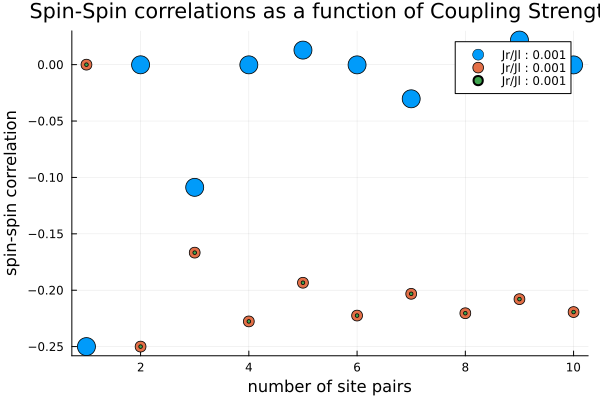 Spin-Spin correlations as a function of Coupling Strengt
0.00
−0.05
−0.10
−0.15
−0.20
−0.25
spin-spin correlation
Jr/Jl : 0.001
Jr/Jl : 0.001
Jr/Jl : 0.001
2 4 6 8 10
number of site pairs